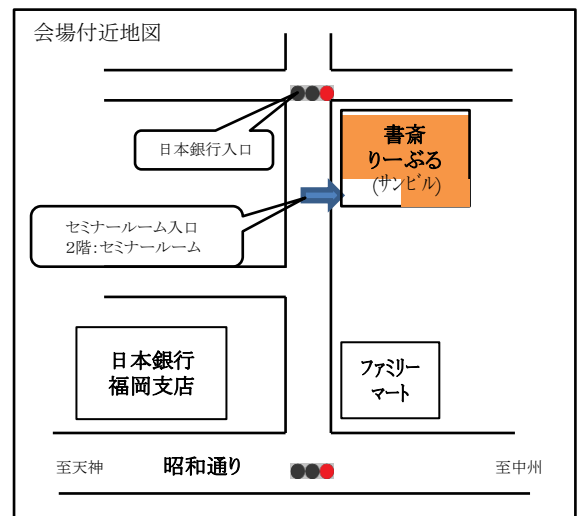 会場付近地図
日本銀行入口
書斎
りーぶる
(サンビル)
セミナールーム入口
2階:セミナールーム
日本銀行
福岡支店
ファミリー
マート
至天神
昭和通り
至中州